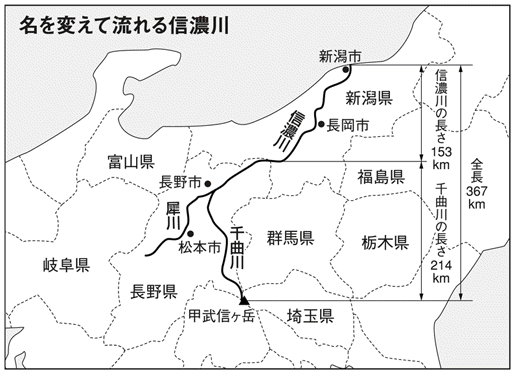 名を変えて流れる信濃川
新潟市
新潟県
信濃川
長岡市
富山県
長野市
福島県
犀川
千曲川
群馬県
栃木県
松本市
岐阜県
長野県
甲武信ヶ岳
埼玉県
信濃川の長さ
153
km
千曲川の長さ
214
km
全長
367
km